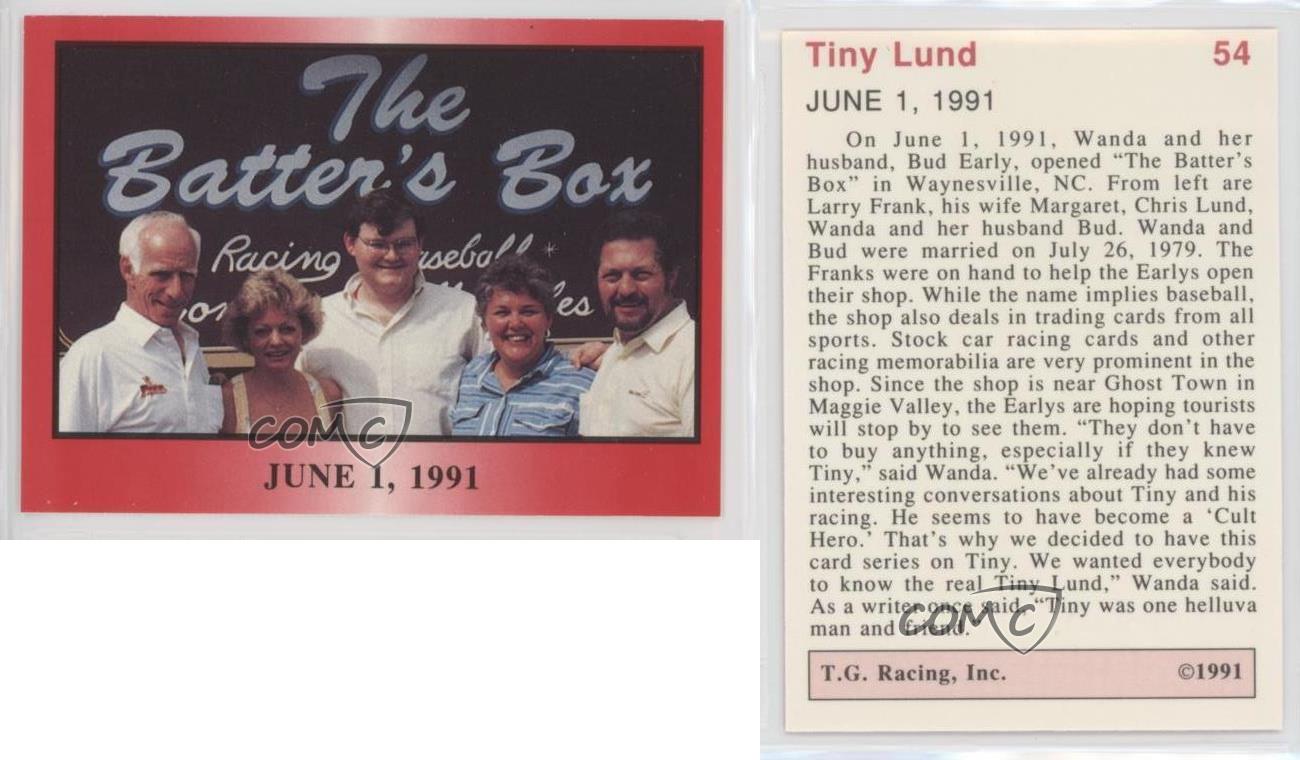 The
Batter's Box
Racing
JUNE 1, 1991
COMC
Tiny Lund 54
JUNE 1, 1991
On June 1, 1991, Wanda and her
husband, Bud Early, opened “The Batter’s
Box” in Waynesville, NC. From left are
Larry Frank, his wife Margaret, Chris Lund,
Wanda and her husband Bud. Wanda and
Bud were married on July 26, 1979. The
Franks were on hand to help the Earlys open
their shop. While the name implies baseball,
the shop also deals in trading cards from all
sports. Stock car racing cards and other
racing memorabilia are very prominent in the
shop. Since the shop is near Ghost Town in
Maggie Valley, the Earlys are hoping tourists
will stop by to see them. “They don’t have
to buy anything, especially if they knew
Tiny,” said Wanda. “We’ve already had some
interesting conversations about Tiny and his
racing. He seems to have become a ‘Cult
Hero.’ That’s why we decided to have this
card series on Tiny. We wanted everybody
to know the real Tiny Lund,” Wanda said.
As a writer once said, “Tiny was one helluva
man and friend.
COMC
T.G. Racing, Inc. ©1991